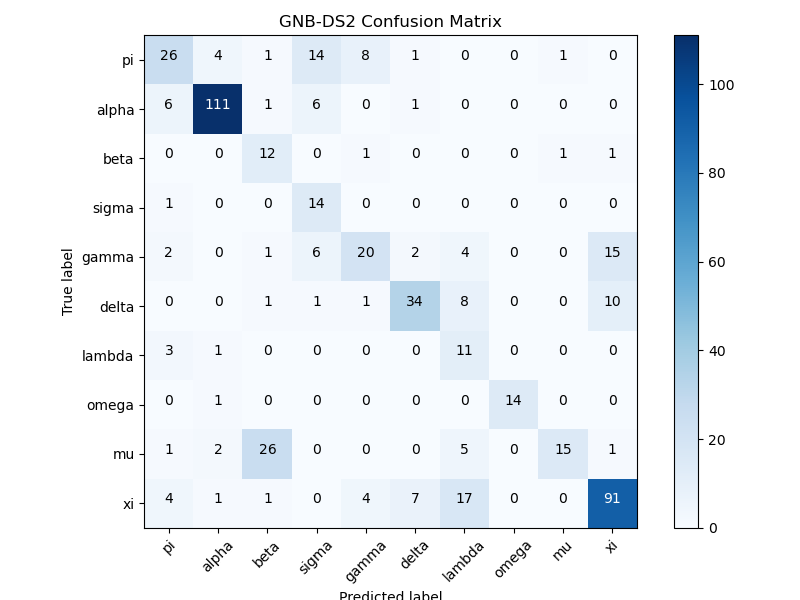 GNB-DS2 Confusion Matrix
pi 26 4 1 14 8 1 0 0 1 0
alpha 6 111 1 6 0 1 0 0 0 0
beta 0 0 12 0 1 0 0 0 1 1
sigma 1 0 0 14 0 0 0 0 0 0
gamma 2 0 1 6 20 2 4 0 0 15
delta 0 0 1 1 1 34 8 0 0 10
lambda 3 1 0 0 0 0 11 0 0 0
omega 0 1 0 0 0 0 0 14 0 0
mu 1 2 26 0 0 0 5 0 15 1
xi 4 1 1 0 4 7 17 0 0 91
pi alpha beta sigma gamma delta lambda omega mu xi
True label
Predicted label
100
80
60
40
20
0